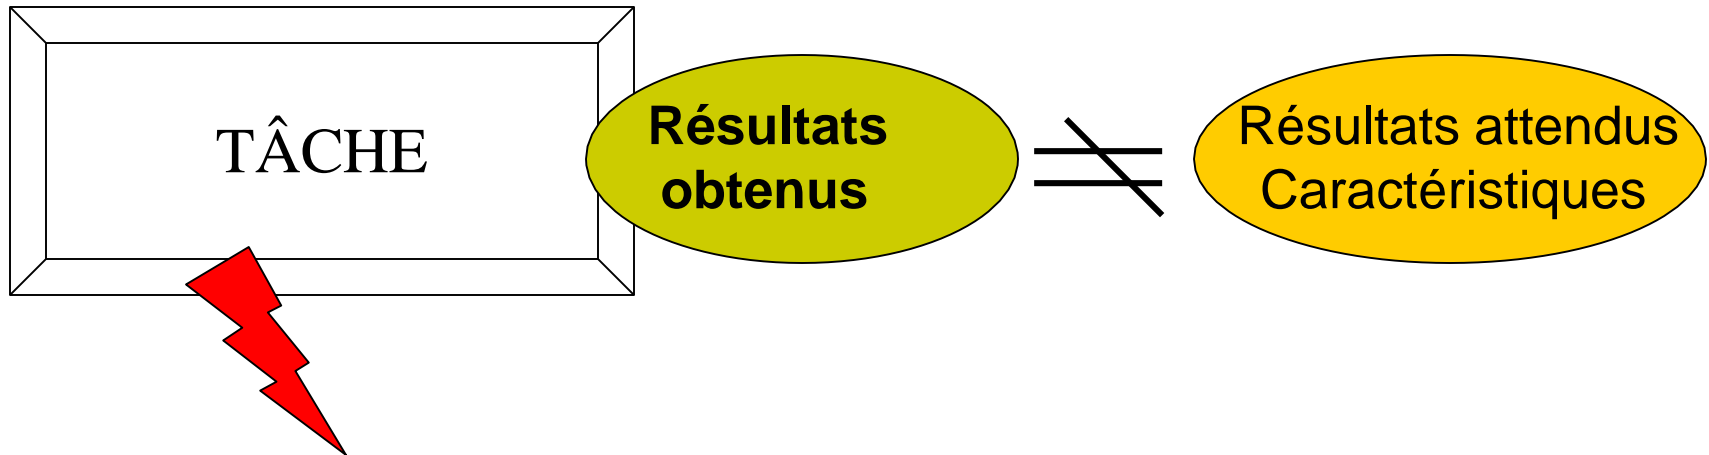 TÂCHE
Résultats
obtenus
Résultats attendus
Caractéristiques